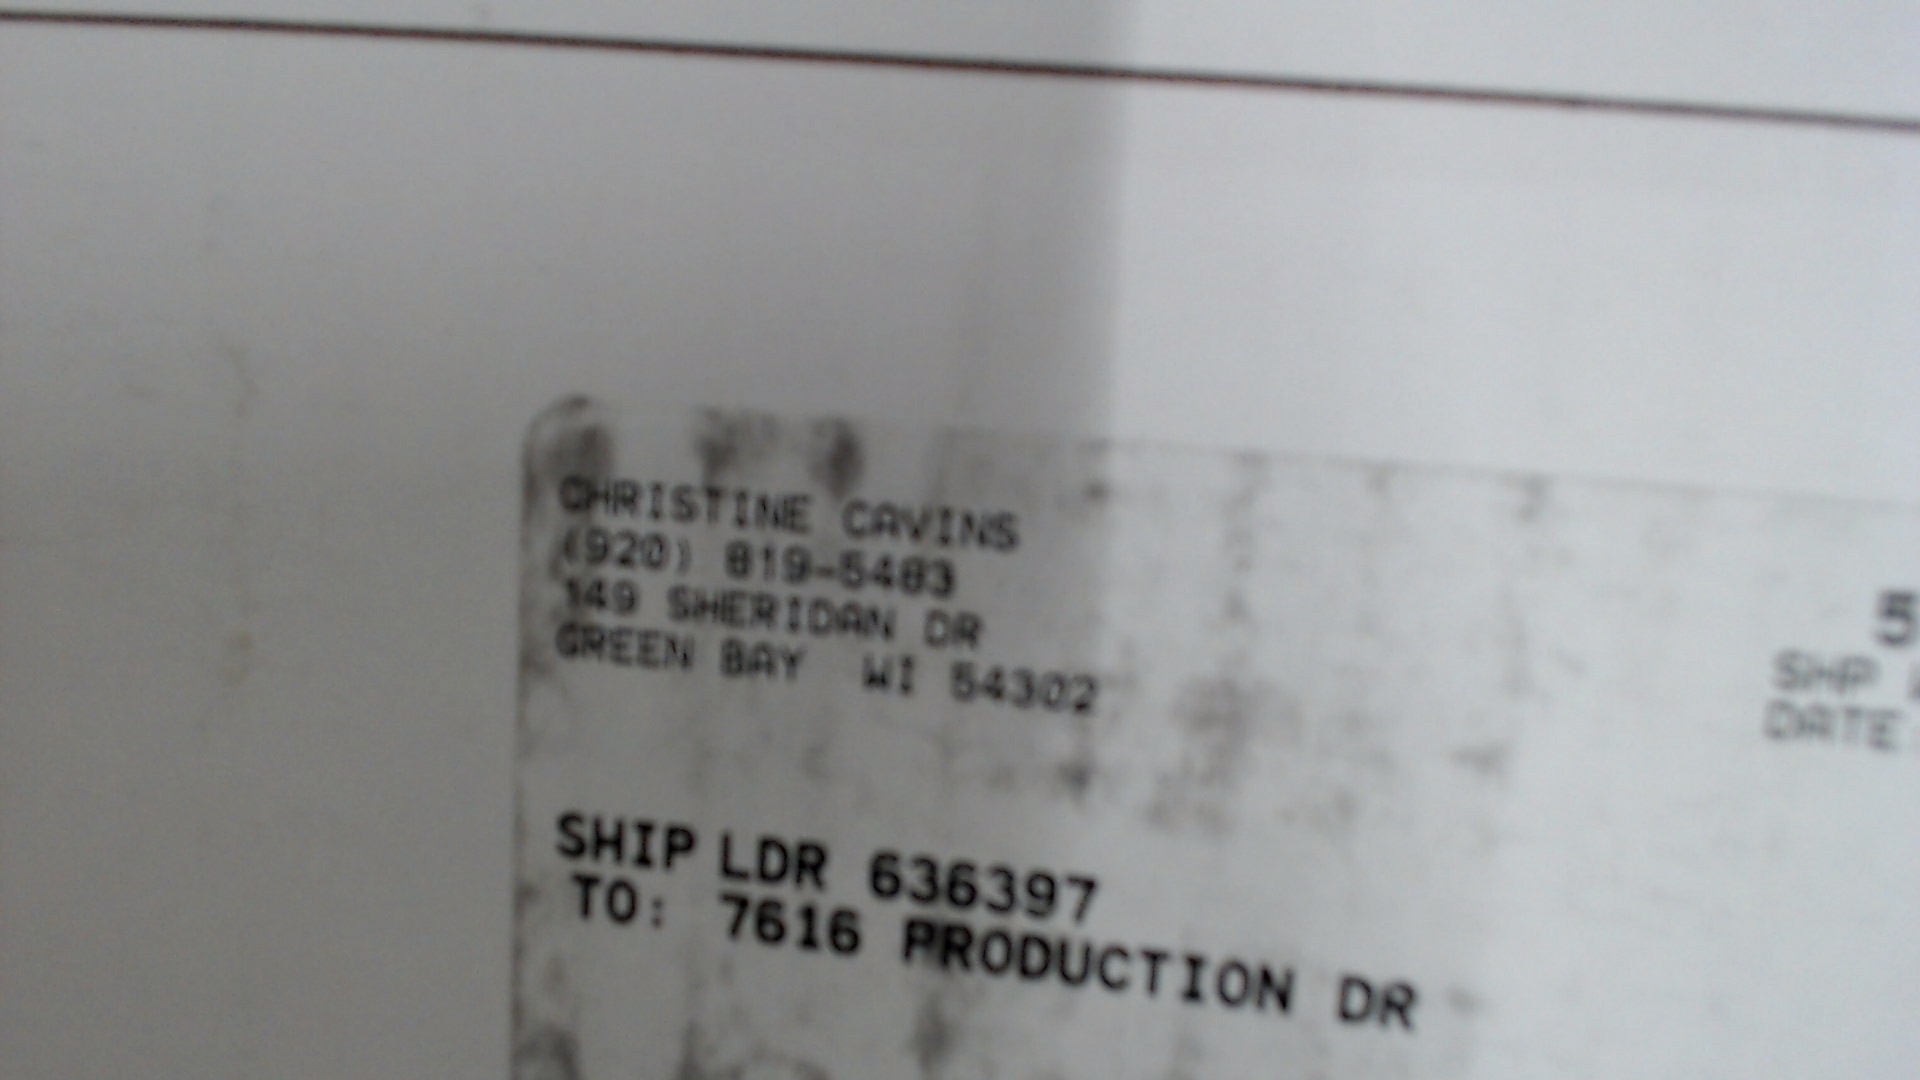 CHRISTINE CAVINS
(920) 819-5483
149 SHERIDAN DR
GREEN BAY WI 54302
5
SHP
DATE
SHIP LDR 636397
TO: 7616 PRODUCTION DR